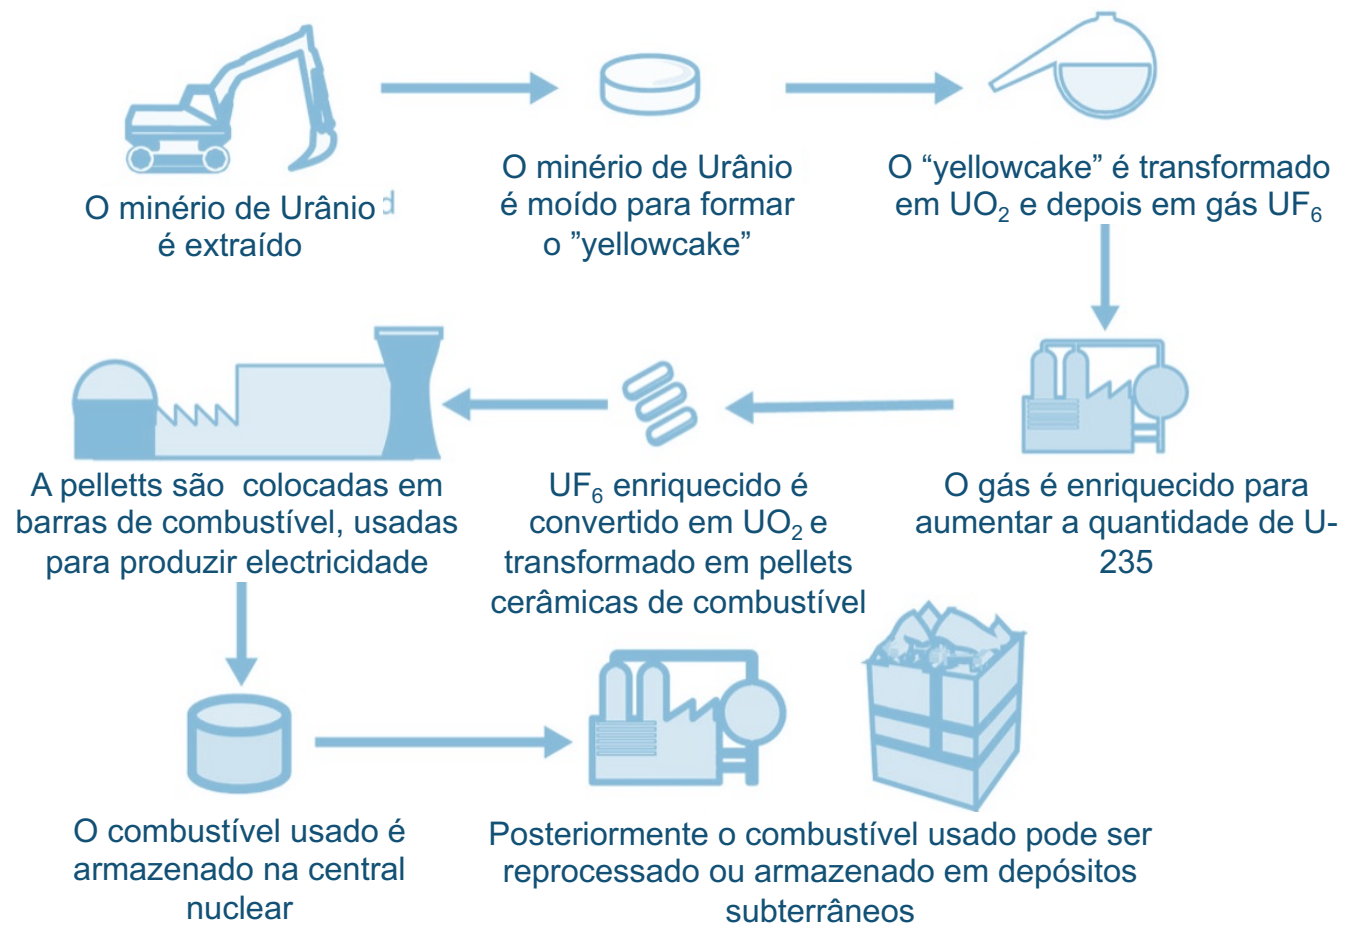 O minério de Urânio d
é extraído
O minério de Urânio
é moído para formar
o ”yellowcake”
O “yellowcake” é transformado
em UO₂ e depois em gás UF₆
A pelletts são  colocadas em
barras de combustível, usadas
para produzir electricidade
UF₆ enriquecido é
convertido em UO₂ e
transformado em pellets
cerâmicas de combustível
O gás é enriquecido para
aumentar a quantidade de U-
235
O combustível usado é
armazenado na central
nuclear
Posteriormente o combustível usado pode ser
reprocessado ou armazenado em depósitos
subterrâneos